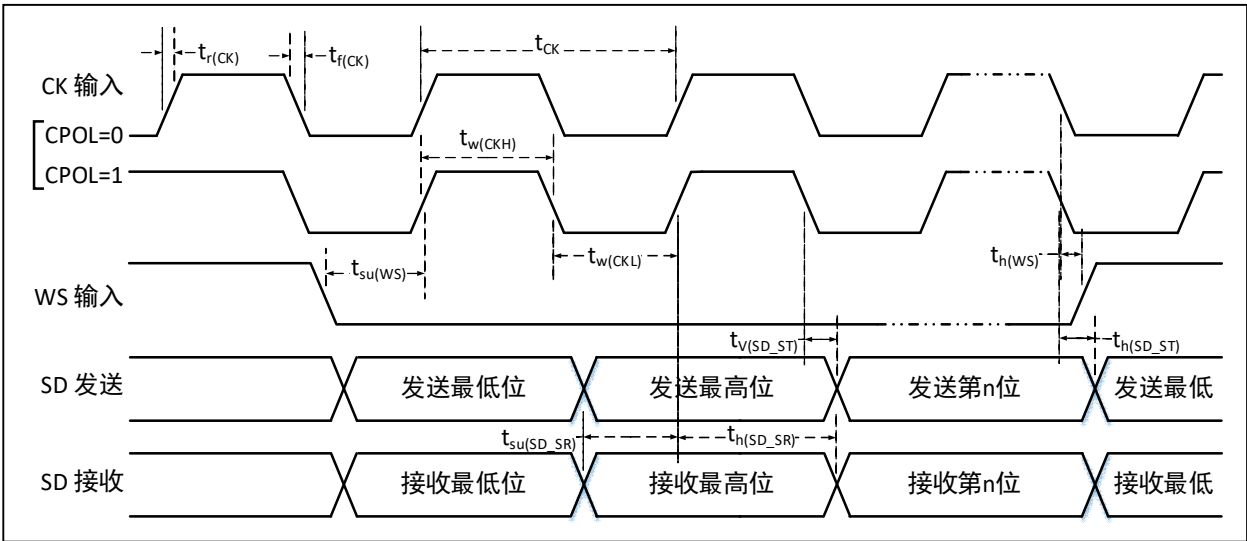 tr(CK)
tf(CK)
tCK
CK 输入
CPOL=0
tw(CKH)
CPOL=1
tw(CKL)
th(WS)
tsu(WS)
WS 输入
tV(SD_ST)
th(SD_ST)
SD 发送
发送最低位
发送最高位
发送第n位
发送最低
tsu(SD_SR)
th(SD_SR)
SD 接收
接收最低位
接收最高位
接收第n位
接收最低